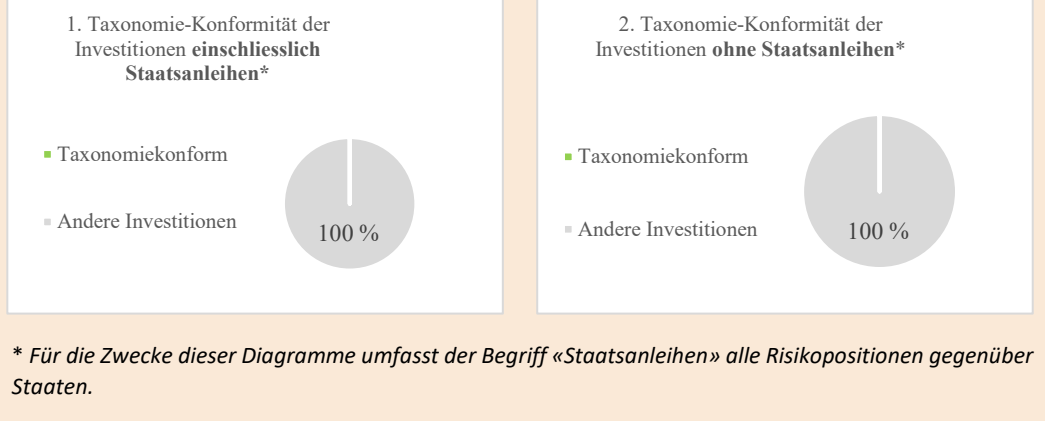 1. Taxonomie-Konformität der
Investitionen einschliesslich
Staatsanleihen*
Taxonomiekonform
Andere Investitionen
100 %
2. Taxonomie-Konformität der
Investitionen ohne Staatsanleihen*
Taxonomiekonform
Andere Investitionen
100 %
* Für die Zwecke dieser Diagramme umfasst der Begriff «Staatsanleihen» alle Risikopositionen gegenüber
Staaten.